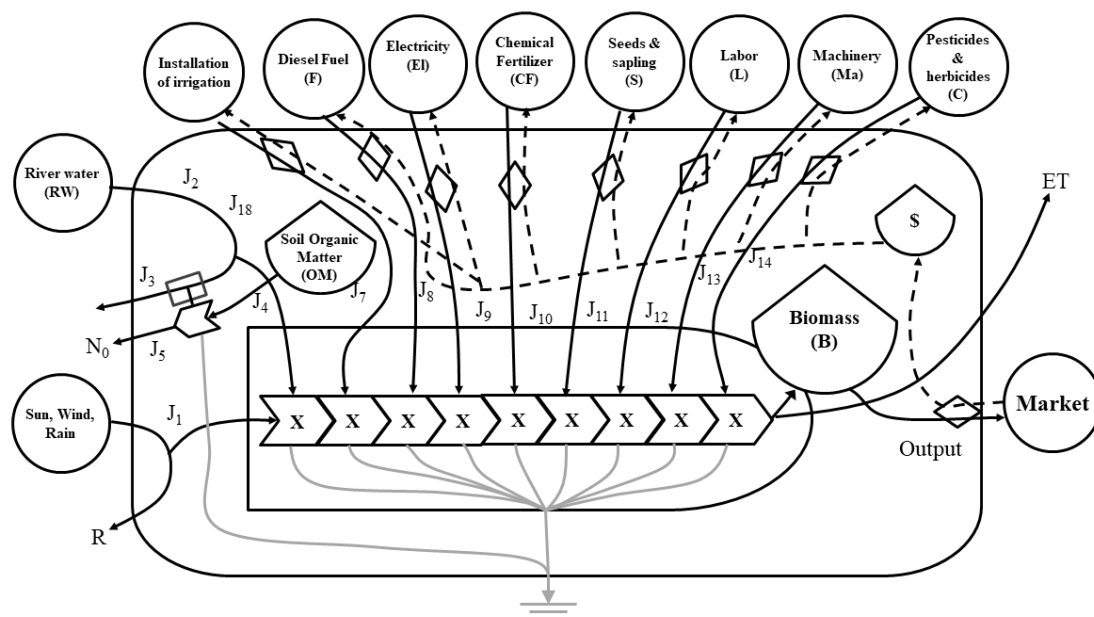 Installation
of irrigation
Diesel Fuel
(F)
Electricity
(El)
Chemical
Fertilizer
(CF)
Seeds &
sapling
(S)
Labor
(L)
Machinery
(Ma)
Pesticides
&
herbicides
(C)
River water
(RW)
J2
J18
Soil Organic
Matter
(OM)
$
ET
J3
J4
J7
J8
J9
J10
J11
J12
J13
J14
N0
J5
Biomass
(B)
Sun, Wind,
Rain
J1
X X X X X X X X X
Market
Output
R